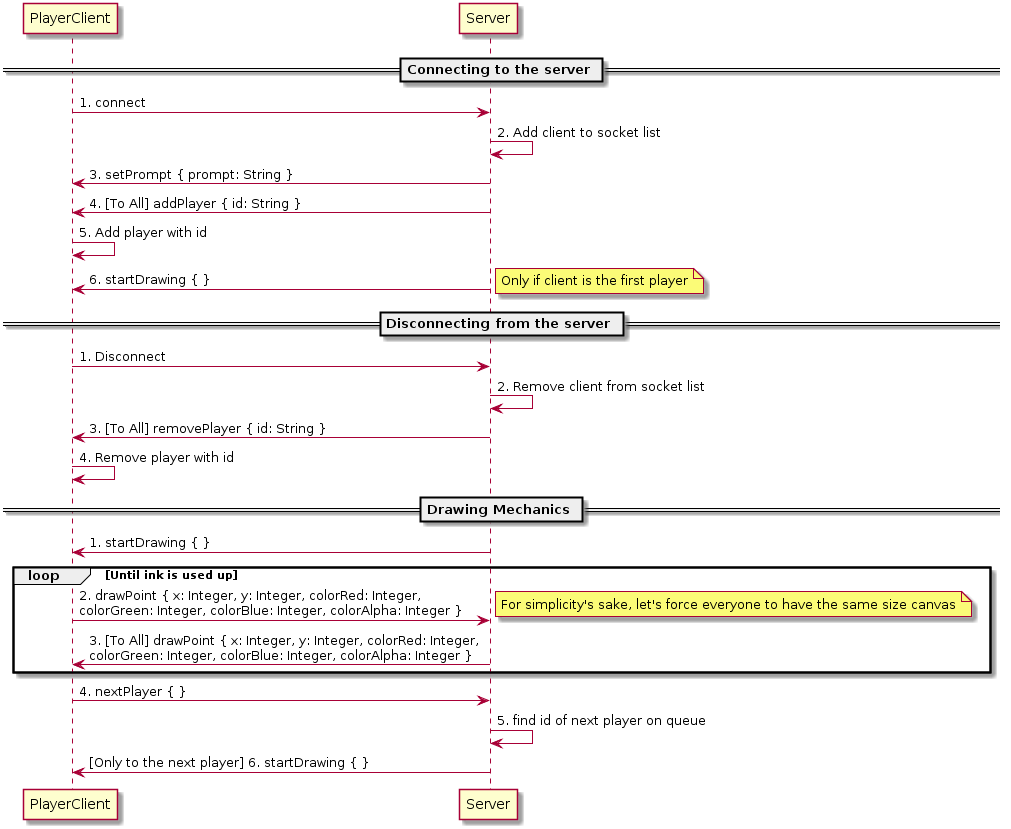 PlayerClient
Server
Connecting to the server
1. connect
2. Add client to socket list
3. setPrompt { prompt: String }
4. [To All] addPlayer { id: String }
5. Add player with id
6. startDrawing { }
Only if client is the first player
Disconnecting from the server
1. Disconnect
2. Remove client from socket list
3. [To All] removePlayer { id: String }
4. Remove player with id
Drawing Mechanics
1. startDrawing { }
loop
[Until ink is used up]
2. drawPoint { x: Integer, y: Integer, colorRed: Integer,
colorGreen: Integer, colorBlue: Integer, colorAlpha: Integer }
For simplicity's sake, let's force everyone to have the same size canvas
3. [To All] drawPoint { x: Integer, y: Integer, colorRed: Integer,
colorGreen: Integer, colorBlue: Integer, colorAlpha: Integer }
4. nextPlayer { }
5. find id of next player on queue
[Only to the next player] 6. startDrawing { }
PlayerClient
Server